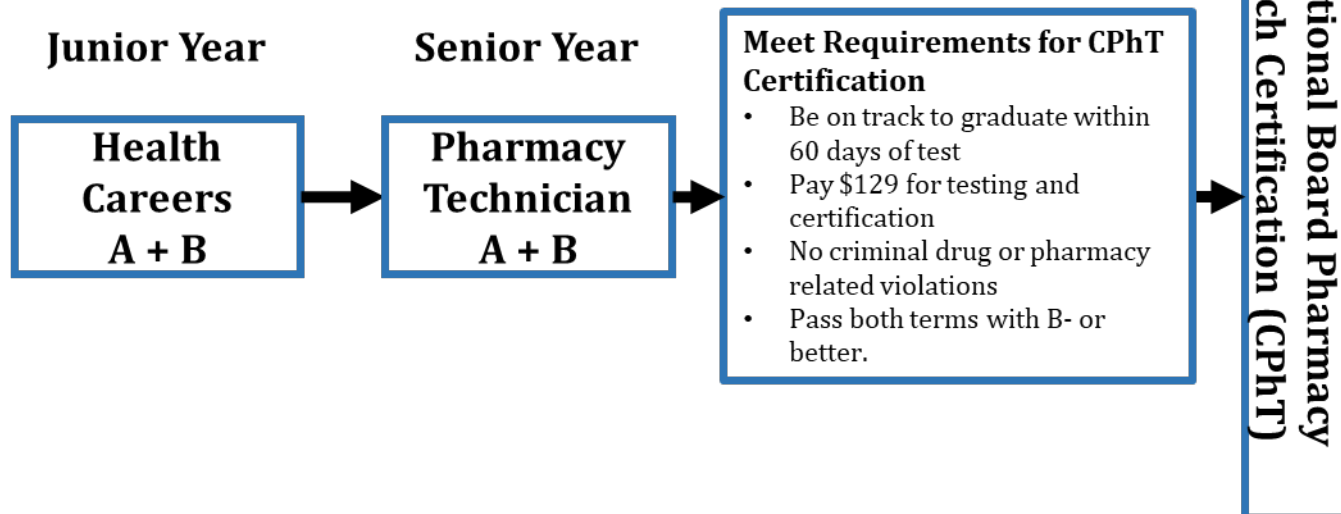 Junior Year
Health
Careers
A + B
Senior Year
Pharmacy
Technician
A + B
Meet Requirements for CPhT
Certification
• Be on track to graduate within
60 days of test
• Pay $129 for testing and
certification
• No criminal drug or pharmacy
related violations
• Pass both terms with B- or
better.
tional Board Pharmacy
ch Certification (CPhT)